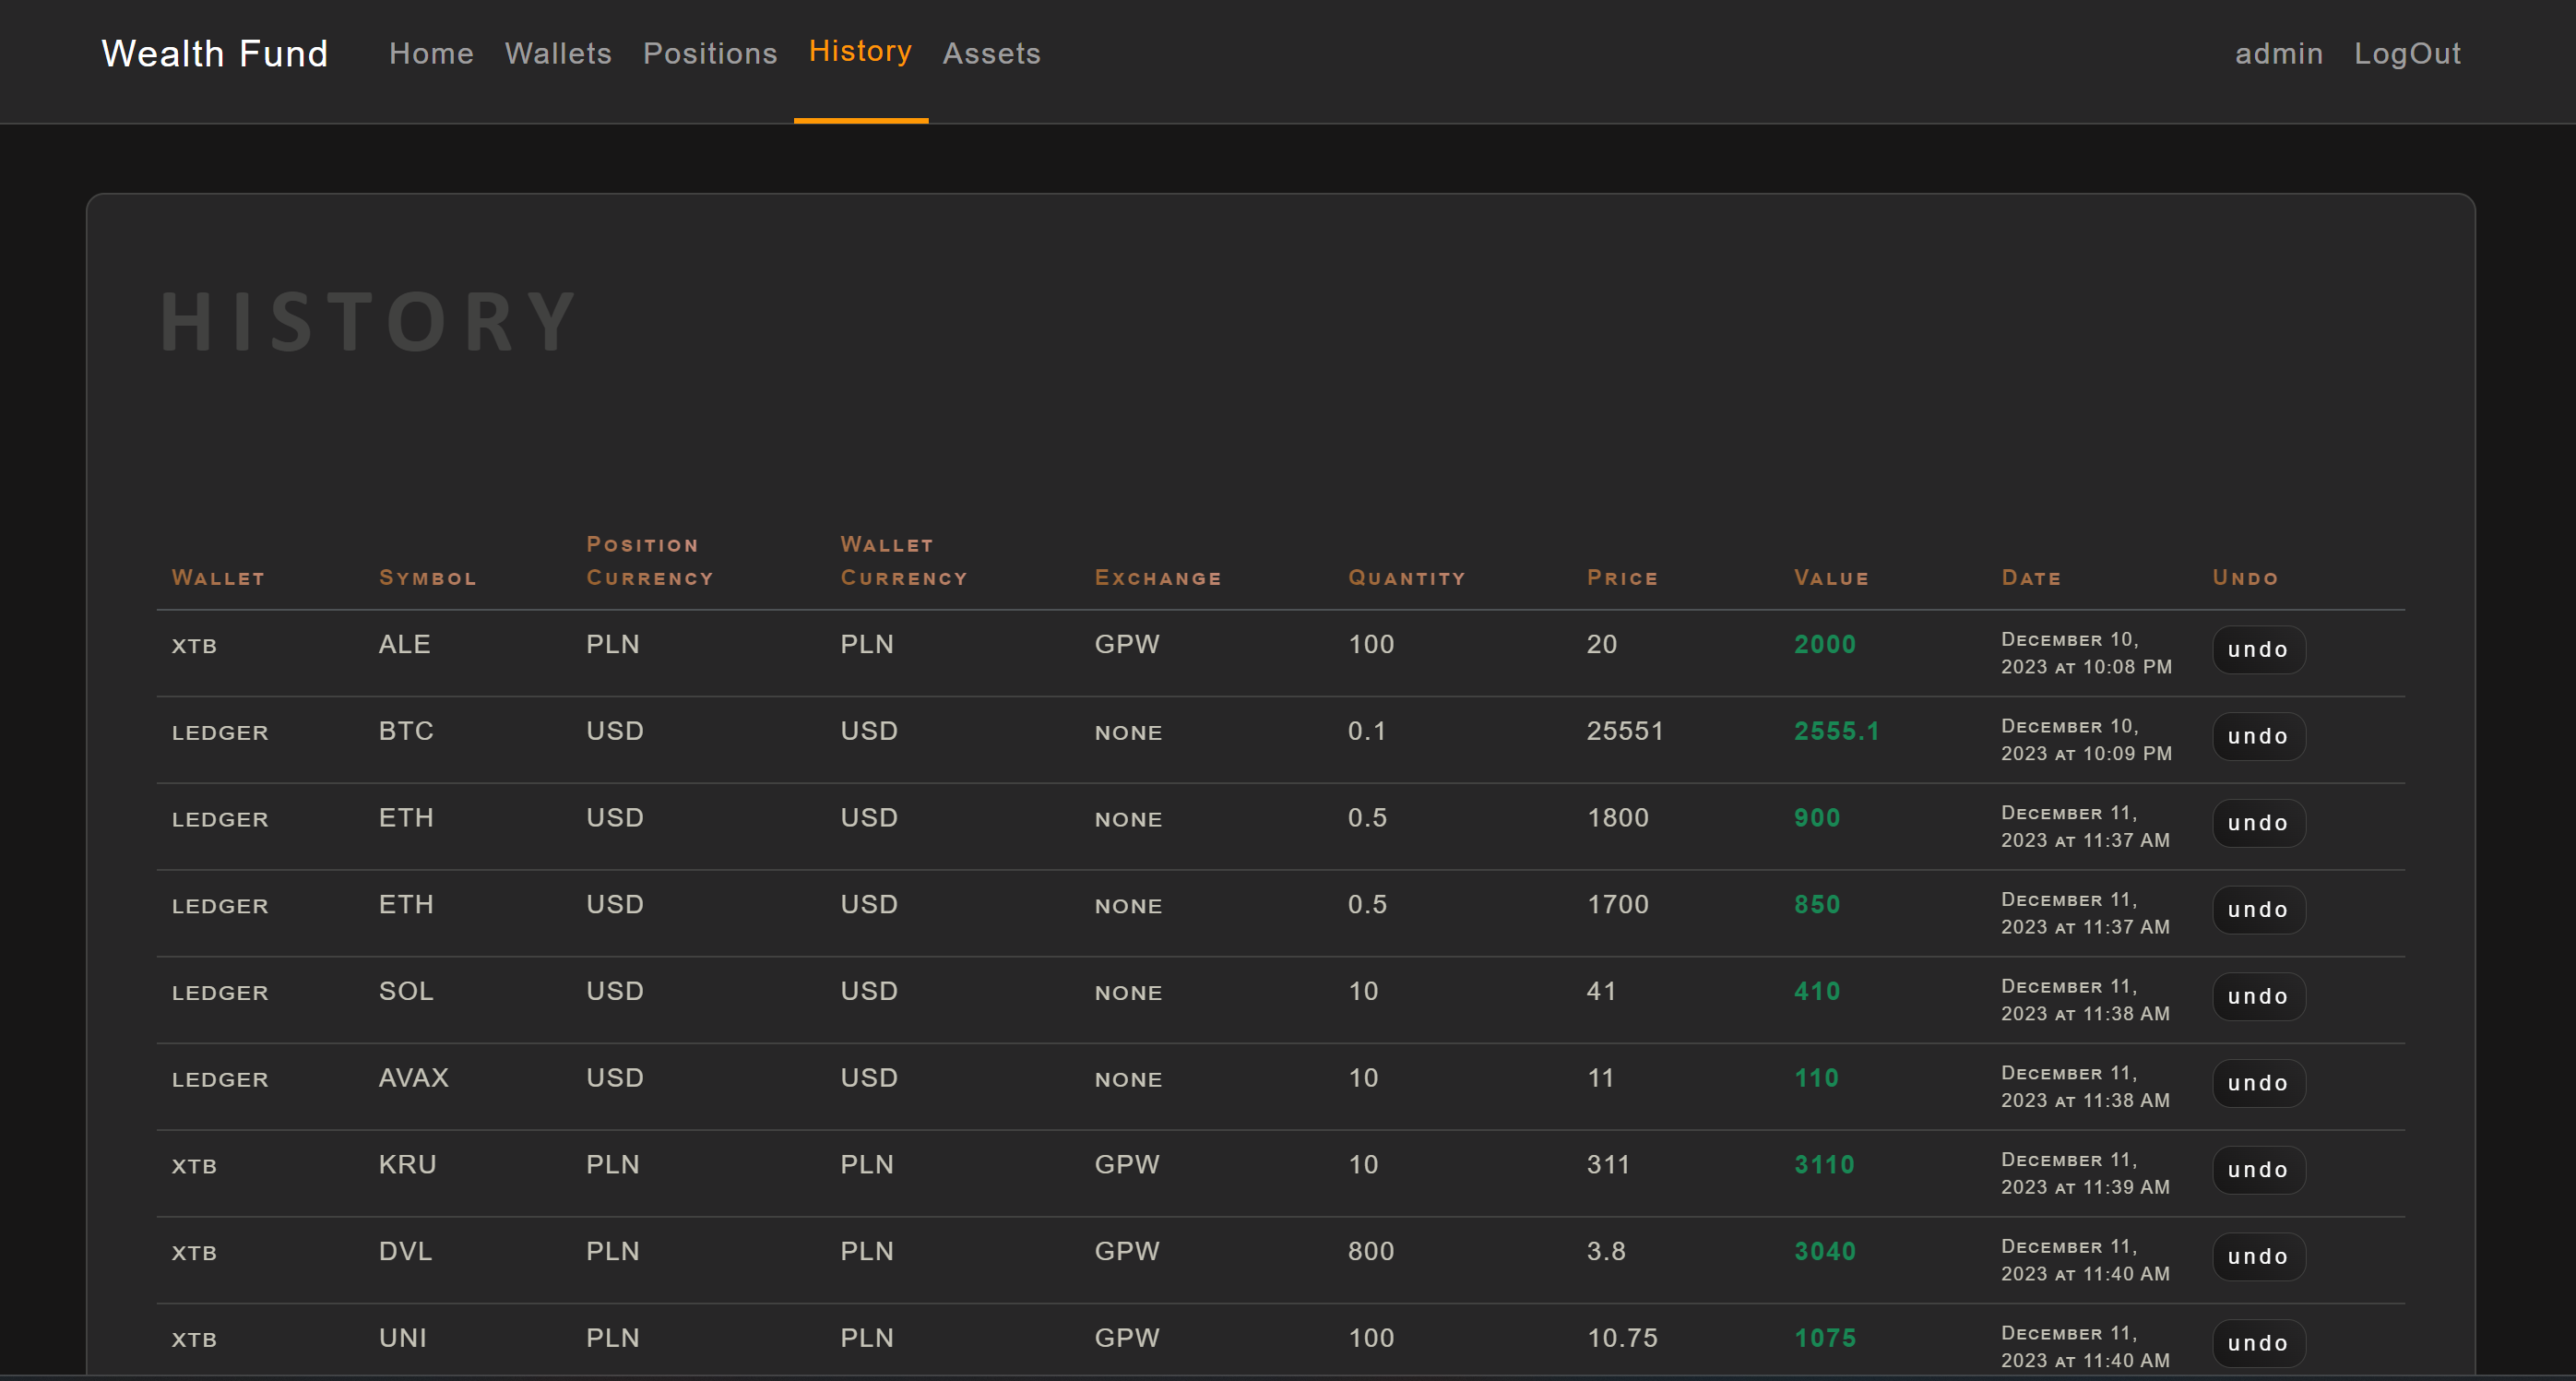 Wealth Fund Home Wallets Positions History Assets admin LogOut
HISTORY
Wallet Symbol Position Currency Wallet Currency Exchange Quantity Price Value Date Undo
XTB ALE PLN PLN GPW 100 20 2000 December 10, 2023 at 10:08 PM undo
LEDGER BTC USD USD NONE 0.1 25551 2555.1 December 10, 2023 at 10:09 PM undo
LEDGER ETH USD USD NONE 0.5 1800 900 December 11, 2023 at 11:37 AM undo
LEDGER ETH USD USD NONE 0.5 1700 850 December 11, 2023 at 11:37 AM undo
LEDGER SOL USD USD NONE 10 41 410 December 11, 2023 at 11:38 AM undo
LEDGER AVAX USD USD NONE 10 11 110 December 11, 2023 at 11:38 AM undo
XTB KRU PLN PLN GPW 10 311 3110 December 11, 2023 at 11:39 AM undo
XTB DVL PLN PLN GPW 800 3.8 3040 December 11, 2023 at 11:40 AM undo
XTB UNI PLN PLN GPW 100 10.75 1075 December 11, 2023 at 11:40 AM undo